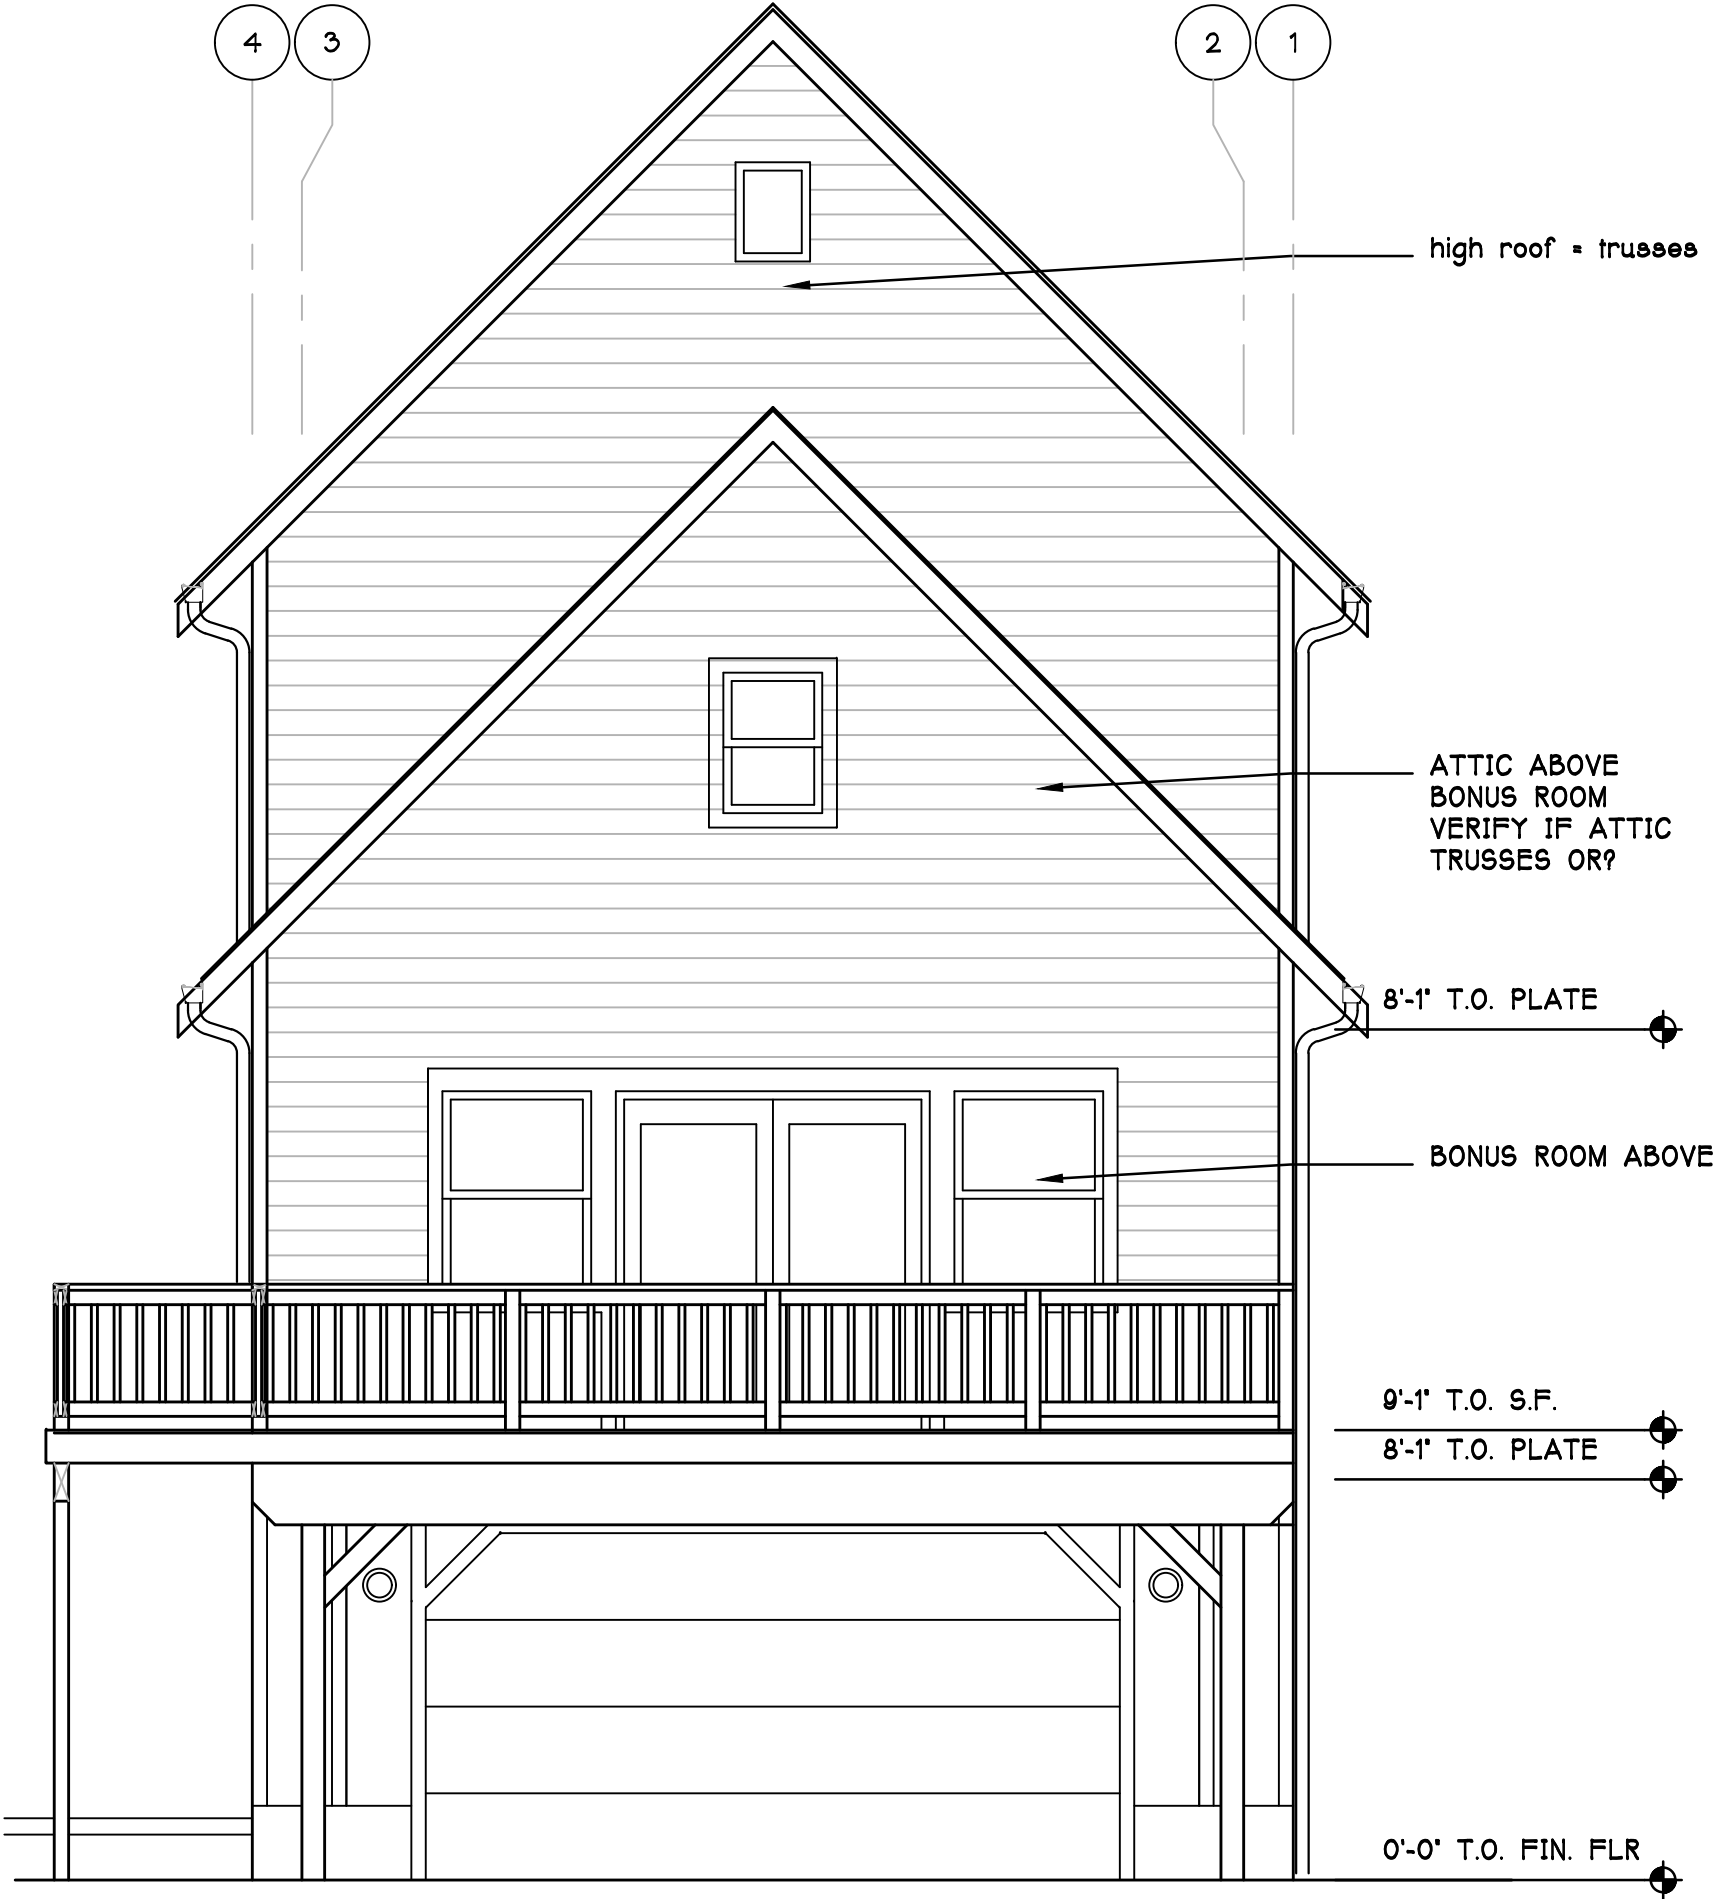 4 3 2 1
high roof = trusses
ATTIC ABOVE
BONUS ROOM
VERIFY IF ATTIC
TRUSSES OR?
8'-1" T.O. PLATE
BONUS ROOM ABOVE
9'-1" T.O. S.F.
8'-1" T.O. PLATE
0'-0" T.O. FIN. FLR